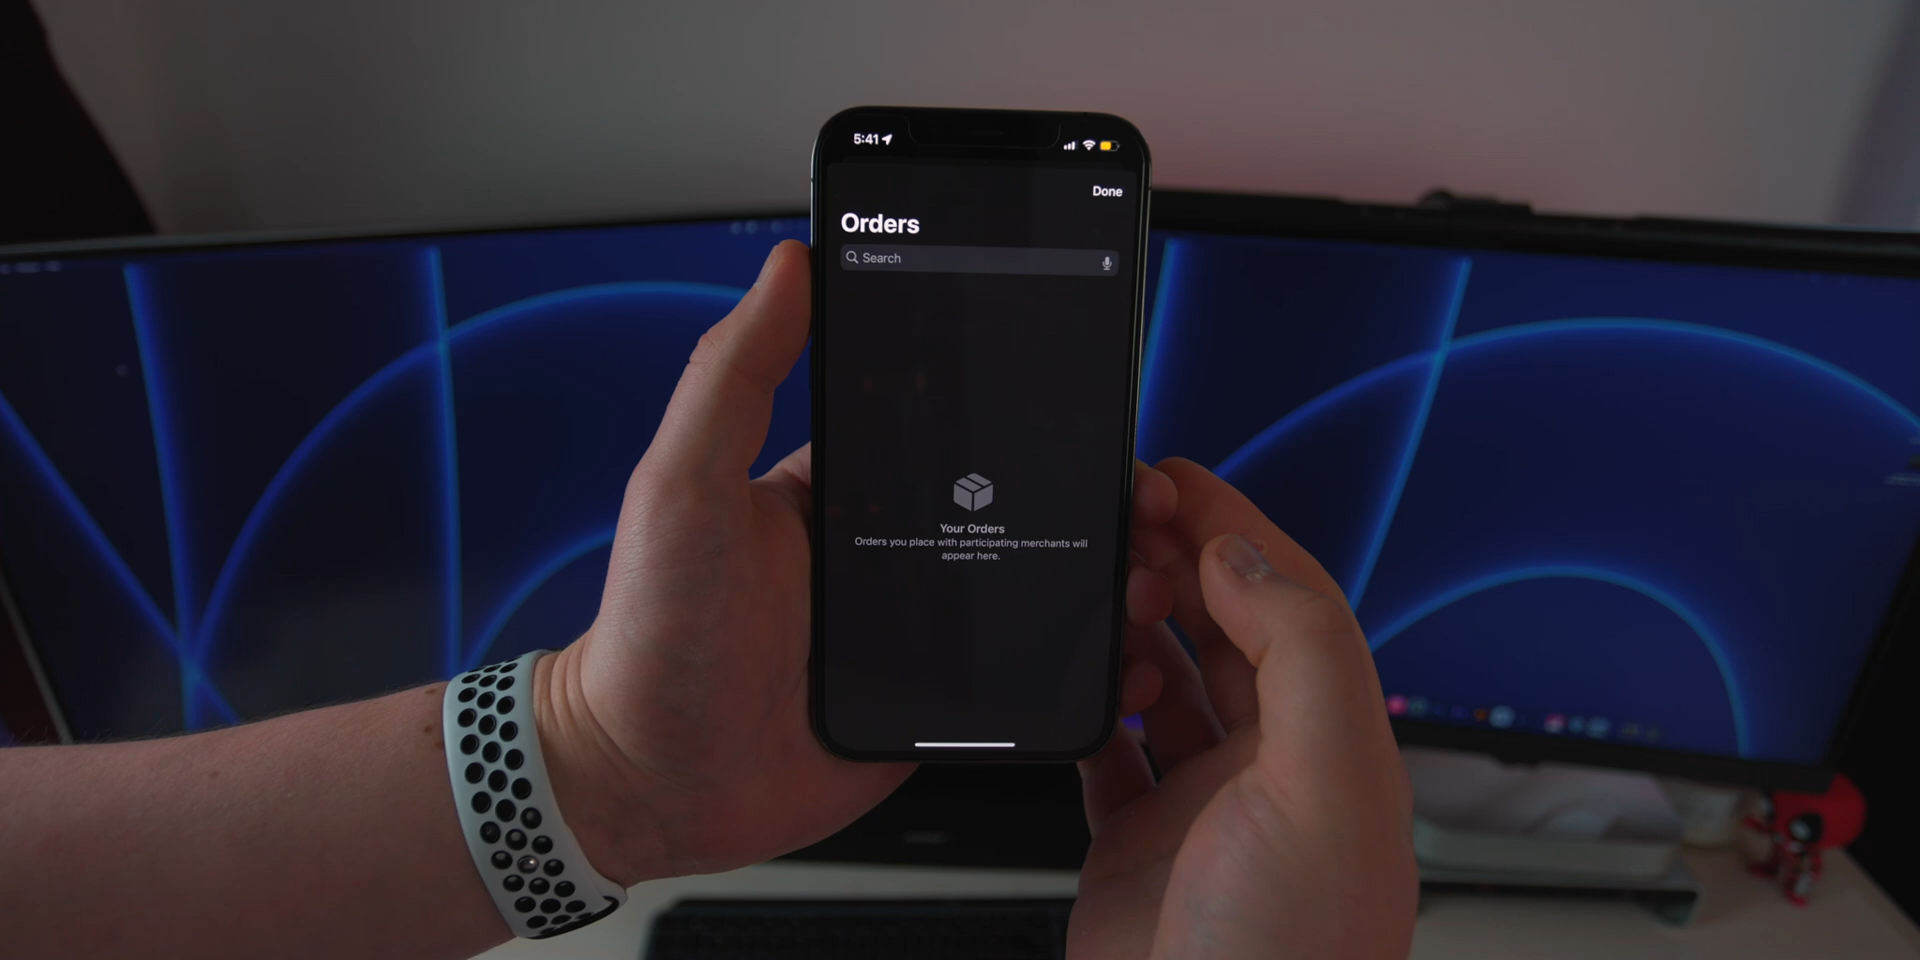 5:41
Done
Orders
Search
Your Orders
Orders you place with participating merchants will
appear here.